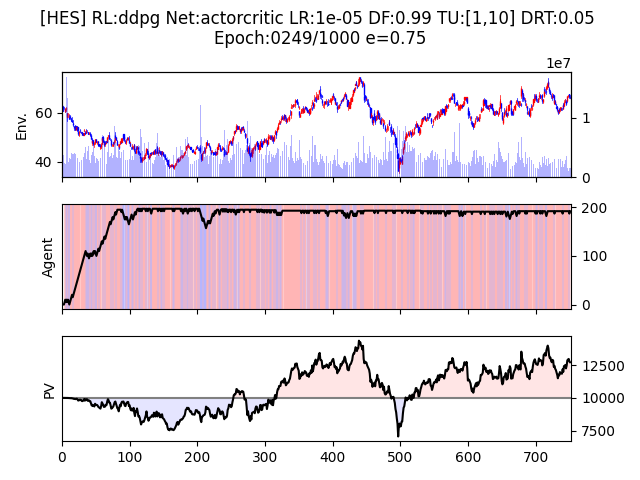 [HES] RL:ddpg Net:actorcritic LR:1e-05 DF:0.99 TU:[1,10] DRT:0.05
Epoch:0249/1000 e=0.75
1e7
Env.
60
40
1
0
Agent
200
100
0
PV
12500
10000
7500
0 100 200 300 400 500 600 700